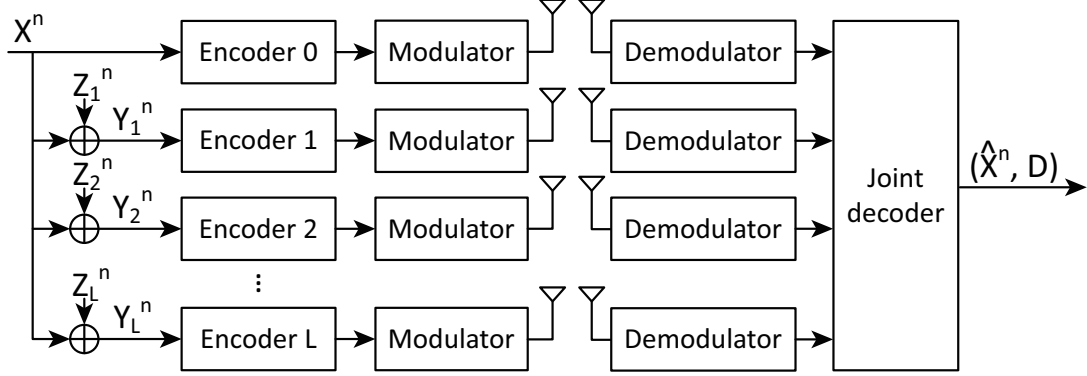 X^n
Encoder 0 Modulator Demodulator
Z_1^n
Y_1^n Encoder 1 Modulator Demodulator
Z_2^n
Y_2^n Encoder 2 Modulator Demodulator
Joint decoder
(X̂^n, D)
⋮
Z_L^n
Y_L^n Encoder L Modulator Demodulator